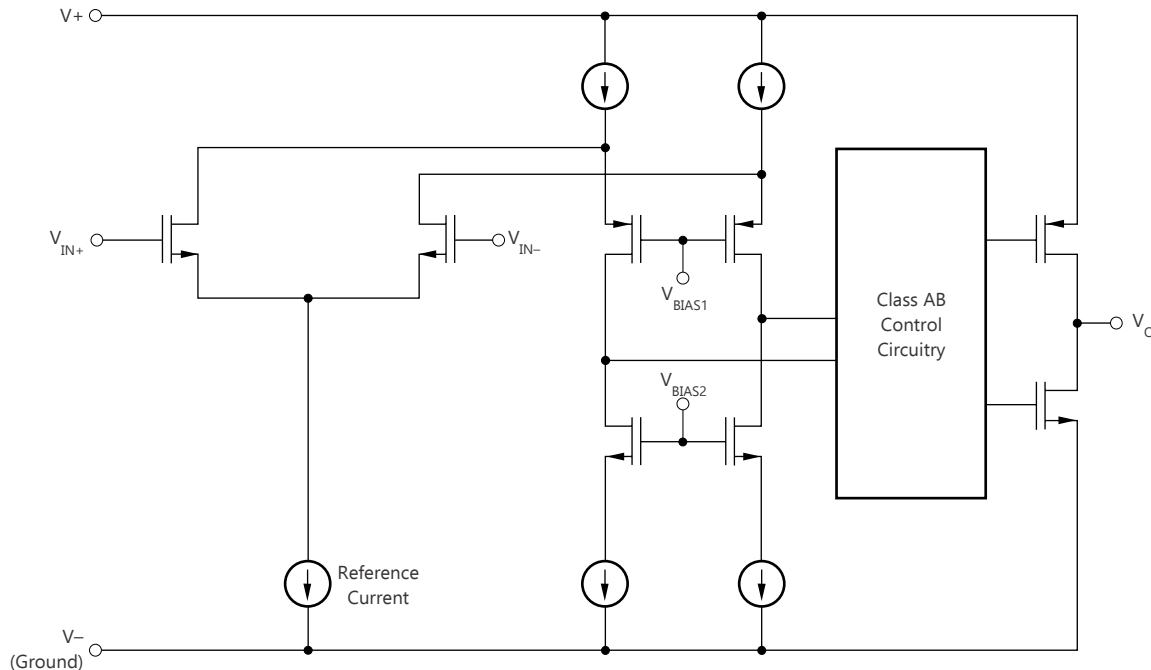 V+
V IN+
V IN–
V BIAS1
V BIAS2
Class AB
Control
Circuitry
V O
Reference
Current
V–
(Ground)